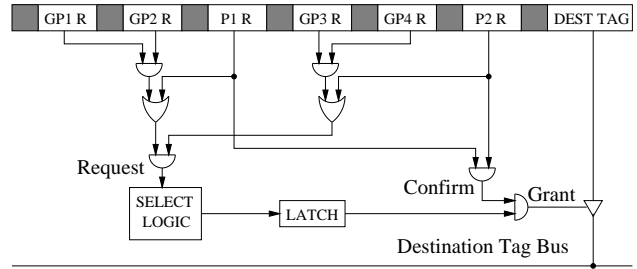 GP1 R GP2 R P1 R GP3 R GP4 R P2 R DEST TAG
Request
Confirm
Grant
SELECT
LOGIC
LATCH
Destination Tag Bus